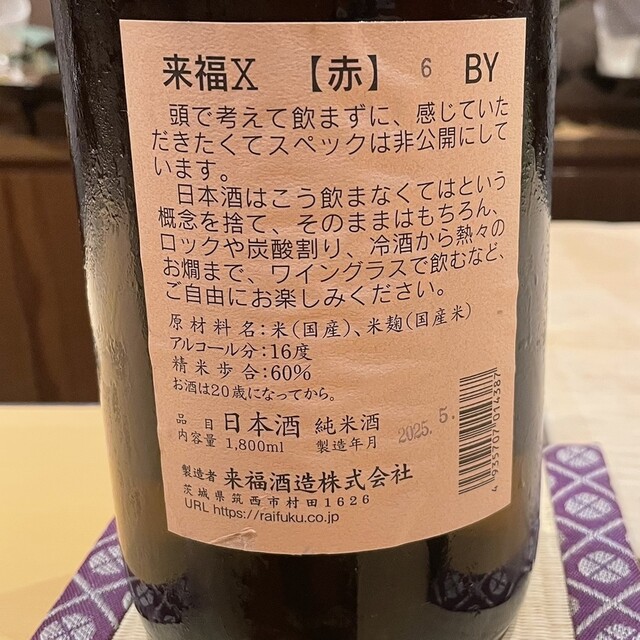 来福X 【赤】 6 BY
頭で考えて飲まずに、感じていた
だきたくてスペックは非公開にして
います。
日本酒はこう飲まなくてはという
概念を捨て、そのままはもちろん、
ロックや炭酸割り、冷酒から熱々の
お燗まで、ワイングラスで飲むなど、
ご自由にお楽しみください。
原材料名:米(国産)、米麹(国産米)
アルコール分:16度
精米歩合:60%
お酒は20歳になってから。
品目 日本酒 純米酒
内容量 1,800ml 製造年月 2025.5.
製造者 来福酒造株式会社
茨城県筑西市村田1626
URL https://raifuku.co.jp
4 935707 014387